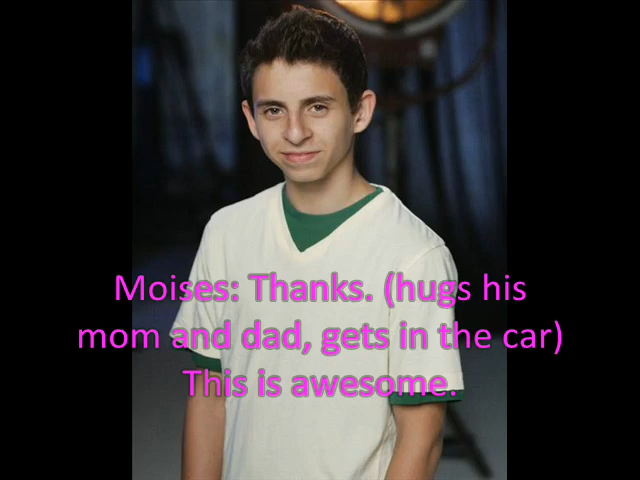 Moises: Thanks. (hugs his
mom and dad, gets in the car)
This is awesome.